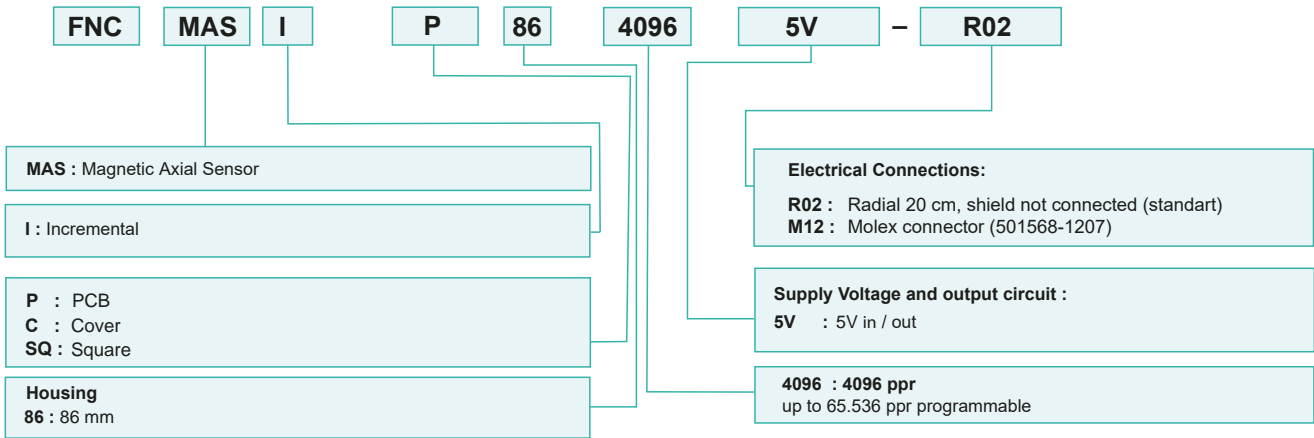 FNC MAS I P 86 4096 5V – R02
MAS : Magnetic Axial Sensor
I : Incremental
P : PCB
C : Cover
SQ : Square
Housing
86 : 86 mm
Electrical Connections:
R02 : Radial 20 cm, shield not connected (standart)
M12 : Molex connector (501568-1207)
Supply Voltage and output circuit :
5V : 5V in / out
4096 : 4096 ppr
up to 65.536 ppr programmable